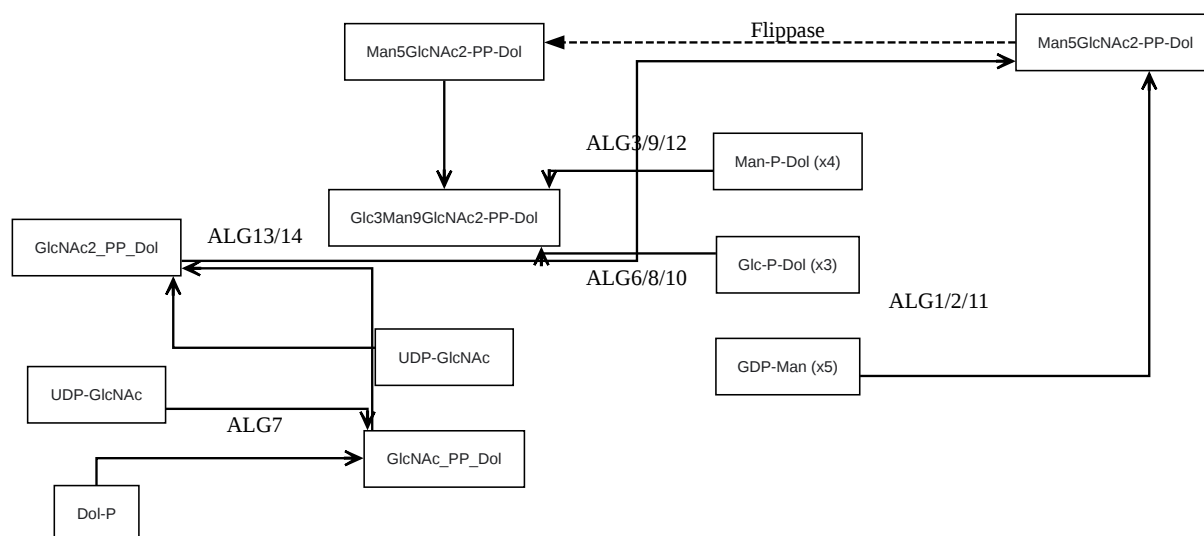 Flippase
Man5GlcNAc2-PP-Dol
Man5GlcNAc2-PP-Dol
ALG3/9/12
Man-P-Dol (x4)
Glc3Man9GlcNAc2-PP-Dol
ALG13/14
GlcNAc2_PP_Dol
Glc-P-Dol (x3)
ALG6/8/10
ALG1/2/11
UDP-GlcNAc
GDP-Man (x5)
UDP-GlcNAc
ALG7
GlcNAc_PP_Dol
Dol-P